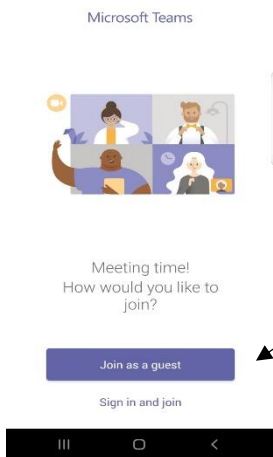 Microsoft Teams
Meeting time!
How would you like to
join?
Join as a guest
Sign in and join